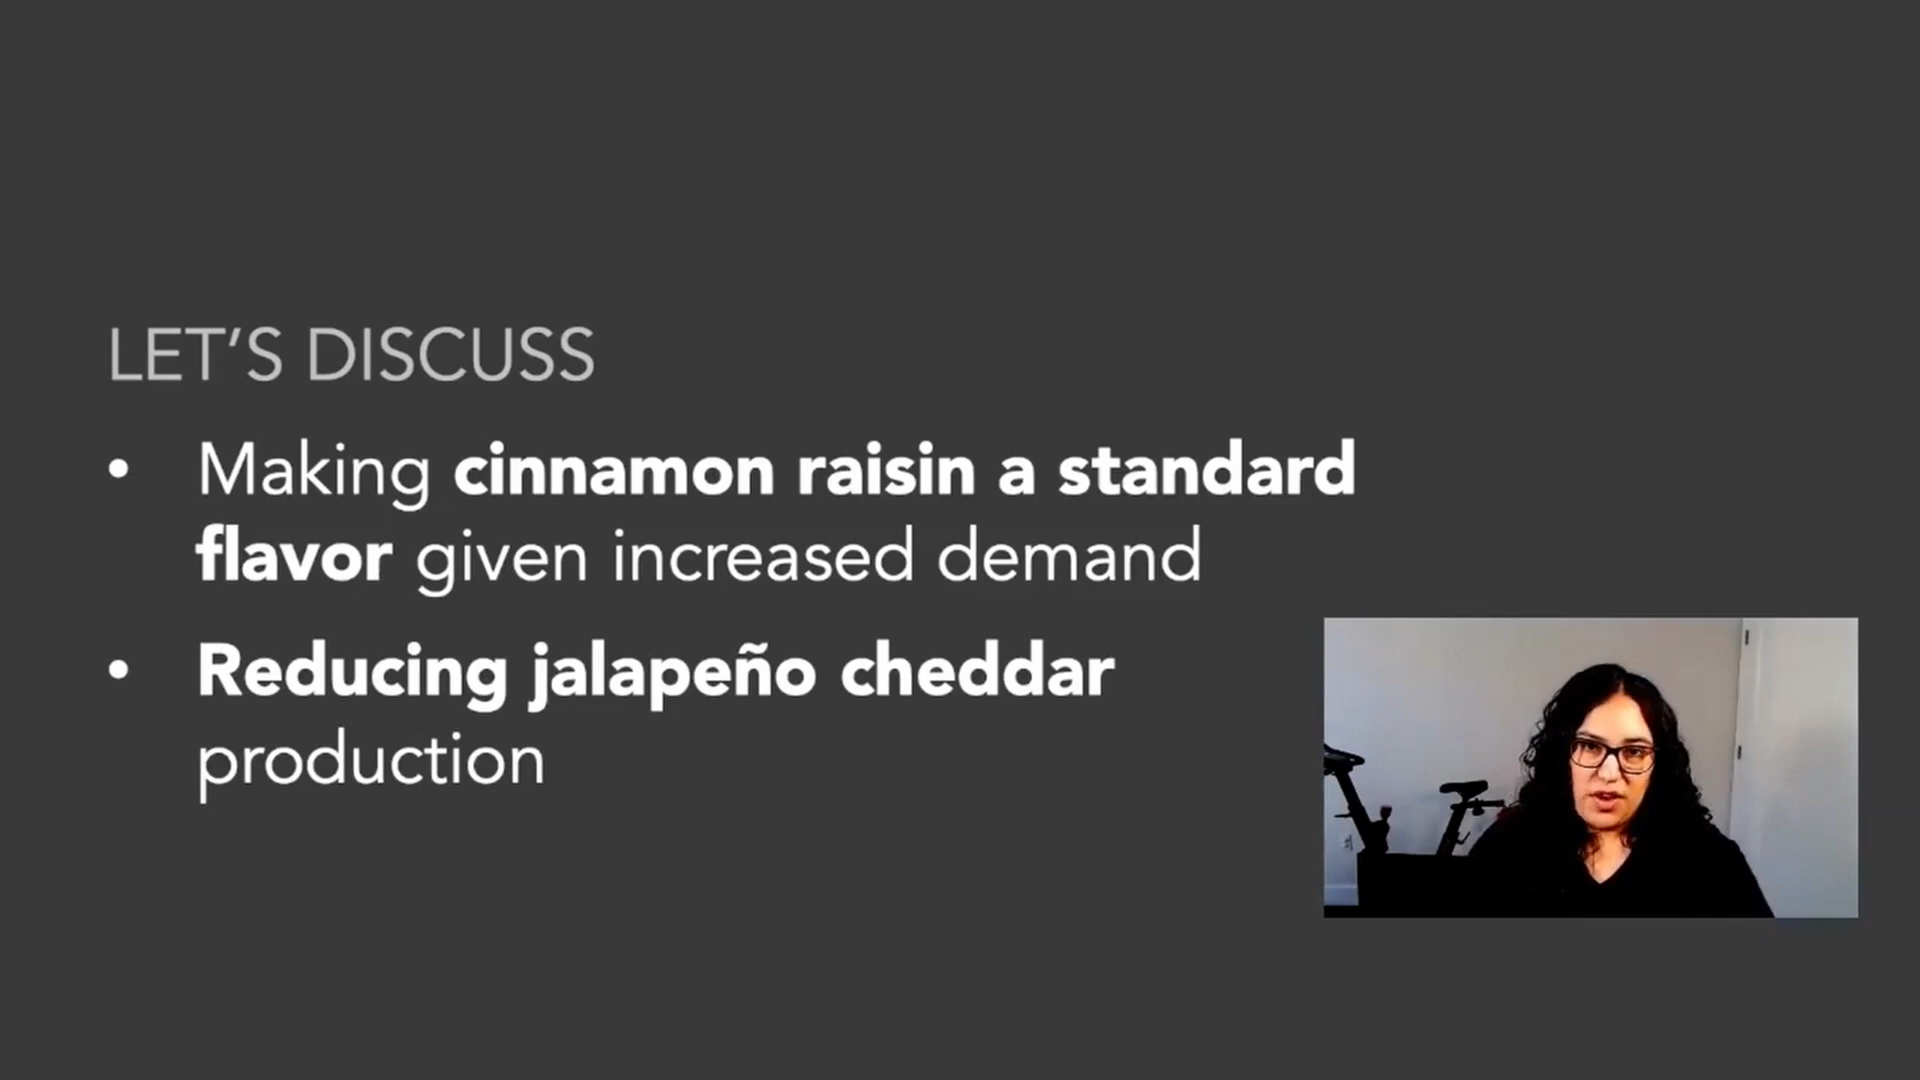 LET’S DISCUSS
• Making cinnamon raisin a standard
flavor given increased demand
• Reducing jalapeño cheddar
production